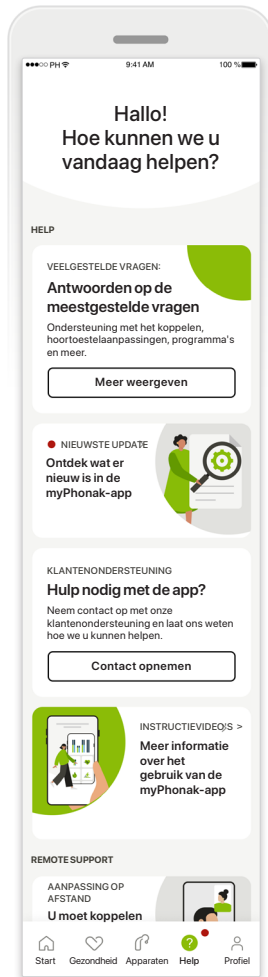 PH
9:41 AM
100 %
Hallo!
Hoe kunnen we u
vandaag helpen?
HELP
VEELGESTELDE VRAGEN:
Antwoorden op de
meestgestelde vragen
Ondersteuning met het koppelen,
hoortoestelaanpassingen, programma's
en meer.
Meer weergeven
NIEUWSTE UPDATE
Ontdek wat er
nieuw is in de
myPhonak-app
KLANTENONDERSTEUNING
Hulp nodig met de app?
Neem contact op met onze
klantenondersteuning en laat ons weten
hoe we u kunnen helpen.
Contact opnemen
INSTRUCTIEVIDEO/S >
Meer informatie
over het
gebruik van de
myPhonak-app
REMOTE SUPPORT
AANPASSING OP
AFSTAND
U moet koppelen
Start
Gezondheid
Apparaten
Help
Profiel